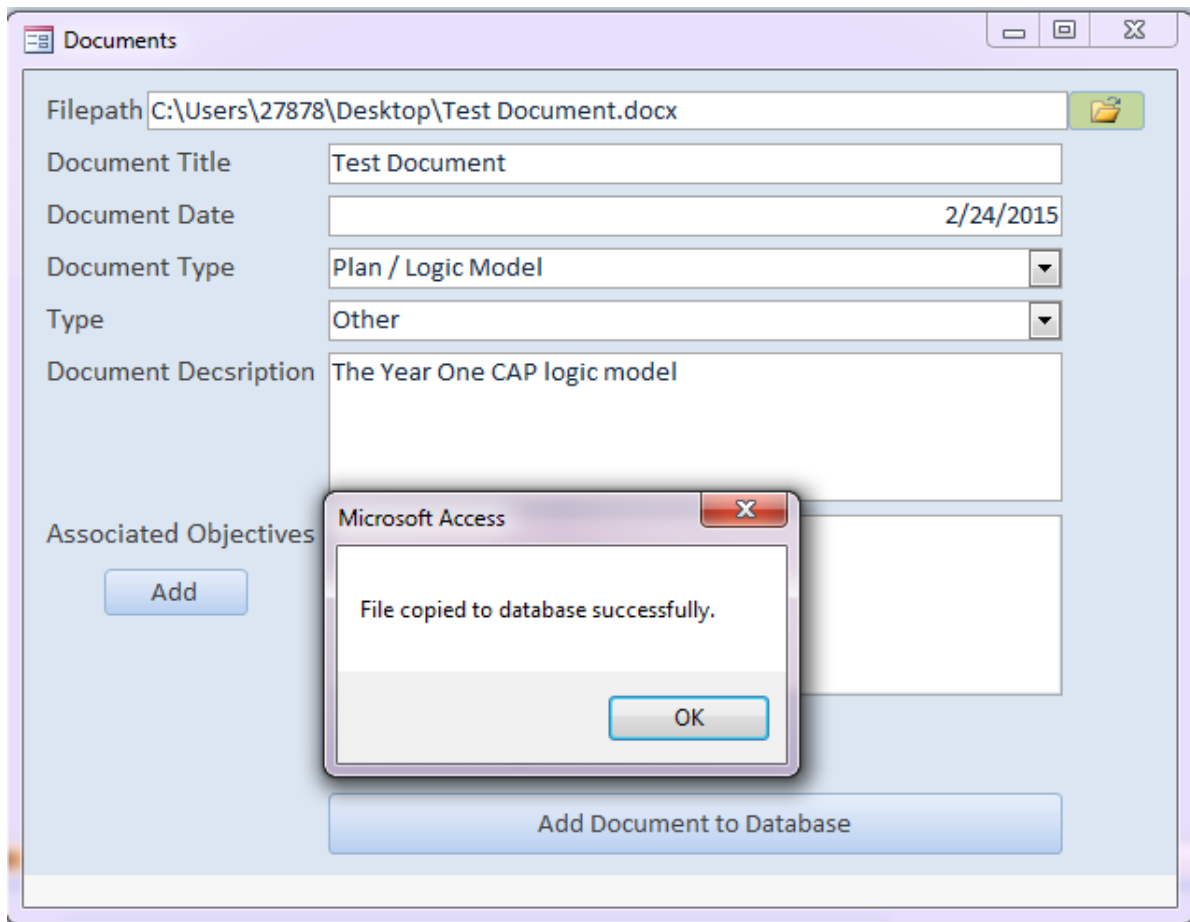 Documents
Filepath C:\Users\27878\Desktop\Test Document.docx
Document Title Test Document
Document Date 2/24/2015
Document Type Plan / Logic Model
Type Other
Document Decsription The Year One CAP logic model
Associated Objectives
Add
Microsoft Access
File copied to database successfully.
OK
Add Document to Database